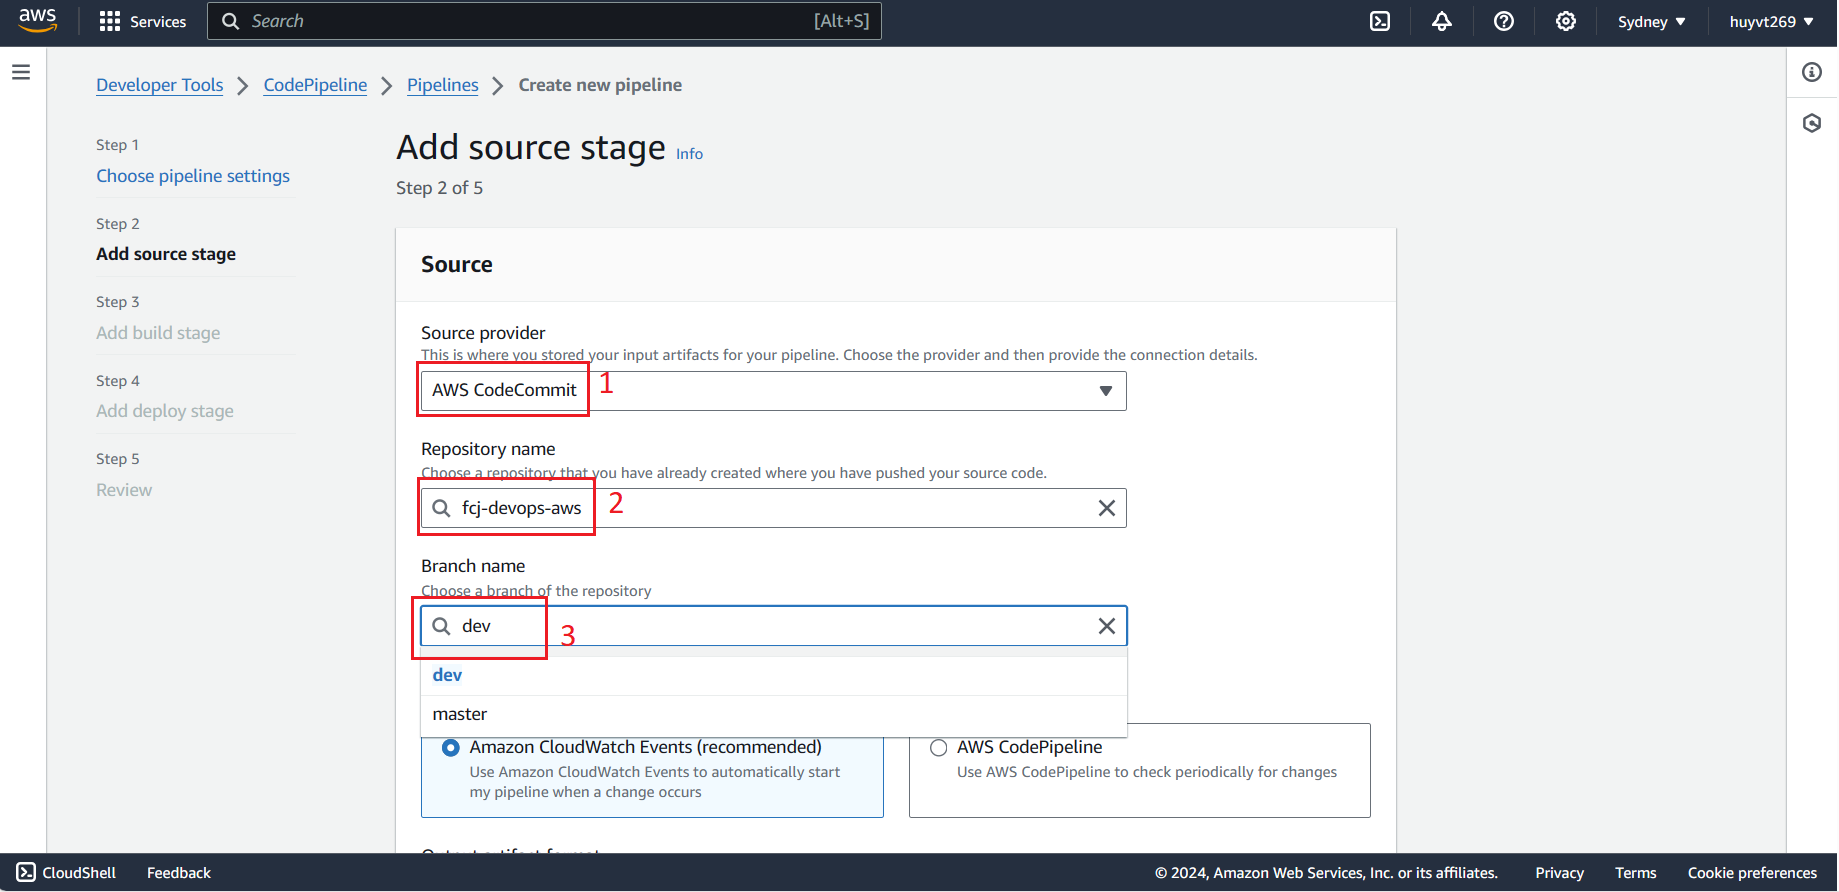 aws Services Search [Alt+S] Sydney huyvt269
Developer Tools CodePipeline Pipelines Create new pipeline
Step 1
Choose pipeline settings
Step 2
Add source stage
Step 3
Add build stage
Step 4
Add deploy stage
Step 5
Review
Add source stage Info
Step 2 of 5
Source
Source provider
This is where you stored your input artifacts for your pipeline. Choose the provider and then provide the connection details.
AWS CodeCommit 1
Repository name
Choose a repository that you have already created where you have pushed your source code.
fcj-devops-aws 2
Branch name
Choose a branch of the repository
dev 3
dev
master
Amazon CloudWatch Events (recommended)
Use Amazon CloudWatch Events to automatically start
my pipeline when a change occurs
AWS CodePipeline
Use AWS CodePipeline to check periodically for changes
Output artifact format
CloudShell Feedback © 2024, Amazon Web Services, Inc. or its affiliates. Privacy Terms Cookie preferences